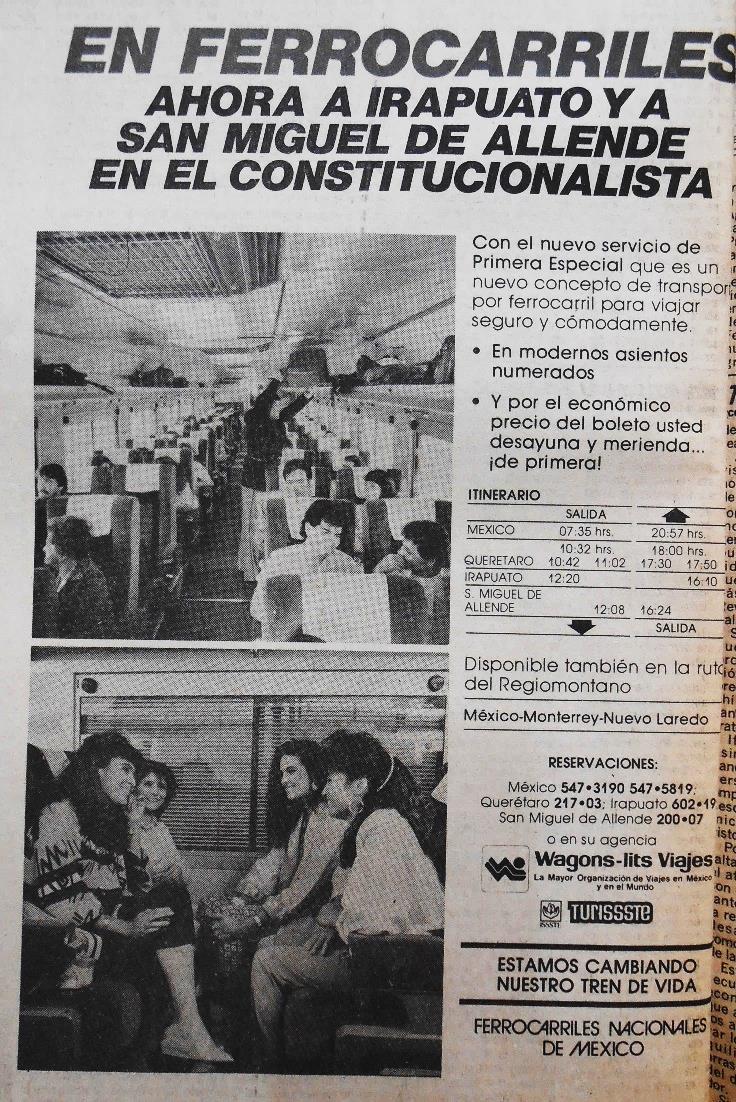 EN FERROCARRILES
AHORA A IRAPUATO Y A
SAN MIGUEL DE ALLENDE
EN EL CONSTITUCIONALISTA
Con el nuevo servicio de
Primera Especial que es un
nuevo concepto de transpor
por ferrocarril para viajar
seguro y cómodamente.
• En modernos asientos
numerados
• Y por el económico
precio del boleto usted
desayuna y merienda...
¡de primera!
ITINERARIO
SALIDA
MEXICO 07:35 hrs. 20:57 hrs.
10:32 hrs. 18:00 hrs.
QUERETARO 10:42 11:02 17:30 17:50
IRAPUATO 12:20 16:10
S. MIGUEL DE
ALLENDE 12:08 16:24
SALIDA
Disponible también en la ruta
del Regiomontano
México-Monterrey-Nuevo Laredo
RESERVACIONES:
México 547•3190 547•5819;
Querétaro 217•03; Irapuato 602•19
San Miguel de Allende 200•07
o en su agencia
Wagons-lits Viajes
La Mayor Organización de Viajes en México
y en el Mundo
ISSSTE TURISSSTE
ESTAMOS CAMBIANDO
NUESTRO TREN DE VIDA
FERROCARRILES NACIONALES
DE MEXICO